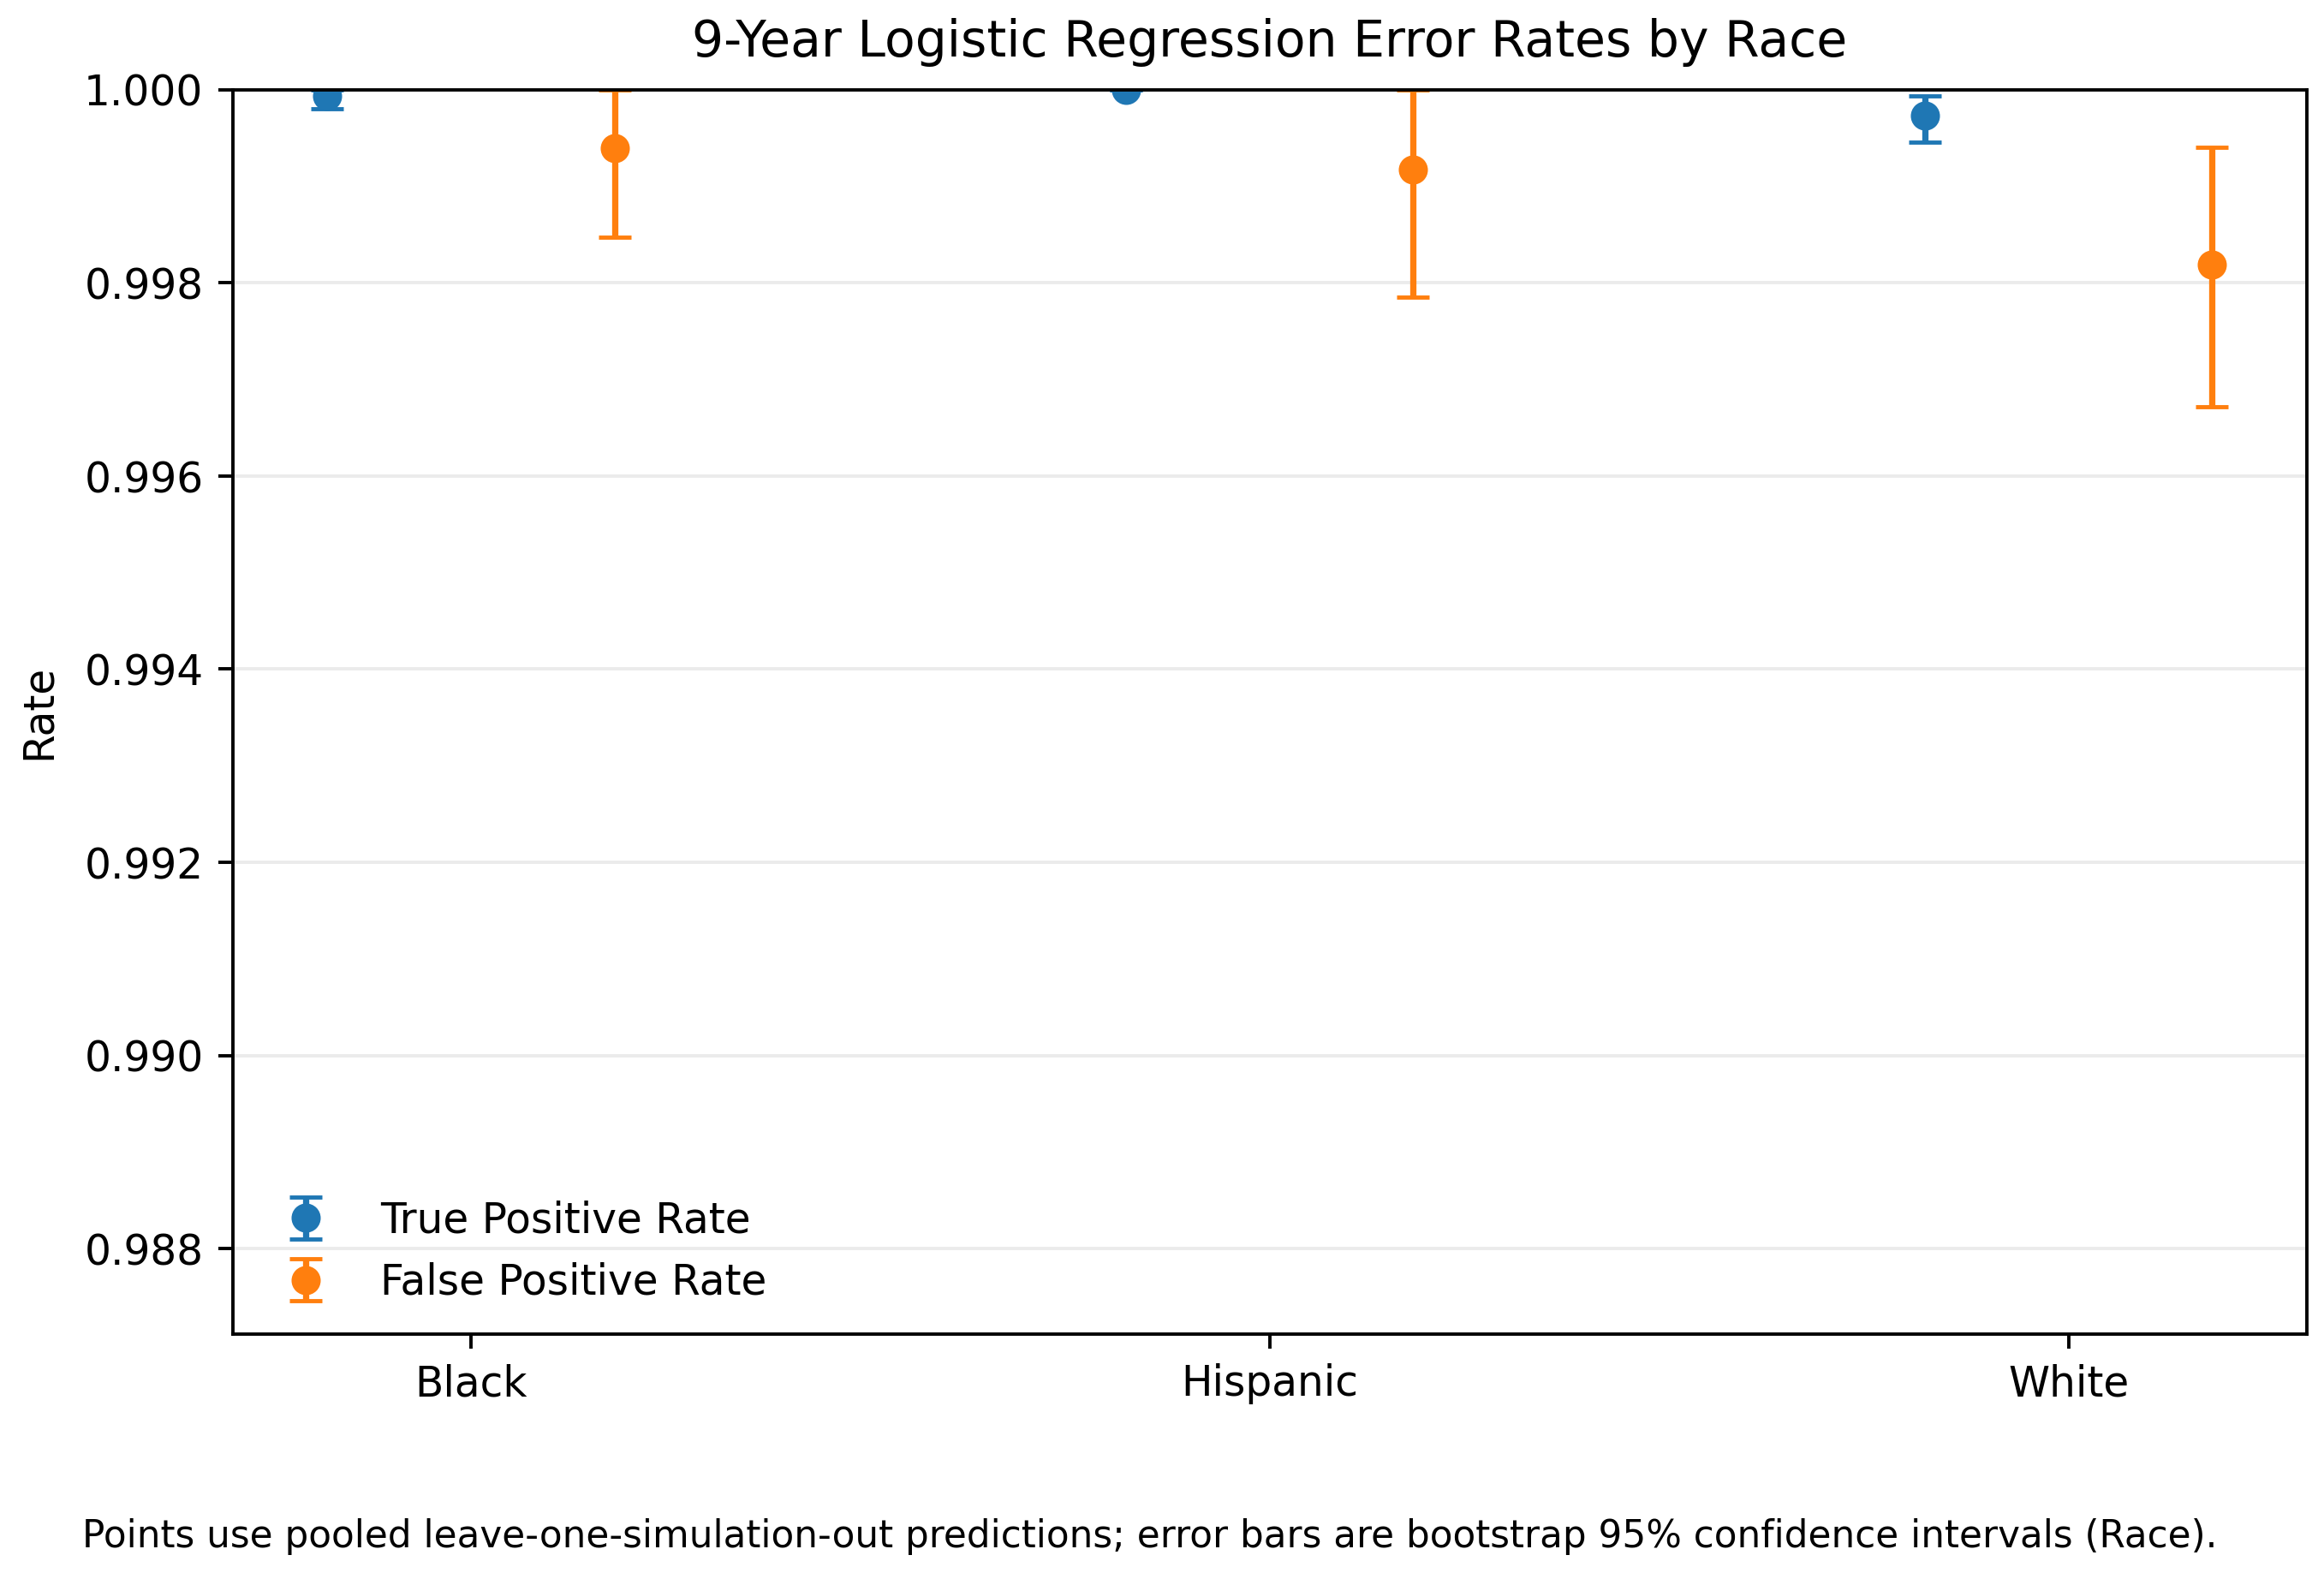 9-Year Logistic Regression Error Rates by Race
1.000
0.998
0.996
0.994
0.992
0.990
0.988
Rate
True Positive Rate
False Positive Rate
Black
Hispanic
White
Points use pooled leave-one-simulation-out predictions; error bars are bootstrap 95% confidence intervals (Race).